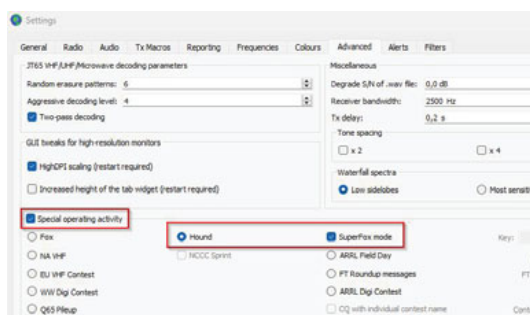 Settings
General Radio Audio Tx Macros Reporting Frequencies Colours Advanced Alerts Filters
JT65 VHF/UHF/Microwave decoding parameters
Random erasure patterns: 6
Aggressive decoding level: 4
Two-pass decoding
Miscellaneous
Degrade S/N of .wav file: 0,0 dB
Receiver bandwidth: 2500 Hz
Tx delay: 0,2 s
Tone spacing
x 2 x 4
GUI tweaks for high-resolution monitors
HighDPI scaling (restart required)
Increased height of the tab widget (restart required)
Waterfall spectra
Low sidelobes Most sensiti
Special operating activity
Fox Hound SuperFox mode Key:
NA VHF NCCC Sprint ARRL Field Day
EU VHF Contest FT Roundup messages FT
WW Digi Contest ARRL Digi Contest
Q65 Pileup CQ with individual contest name Cont